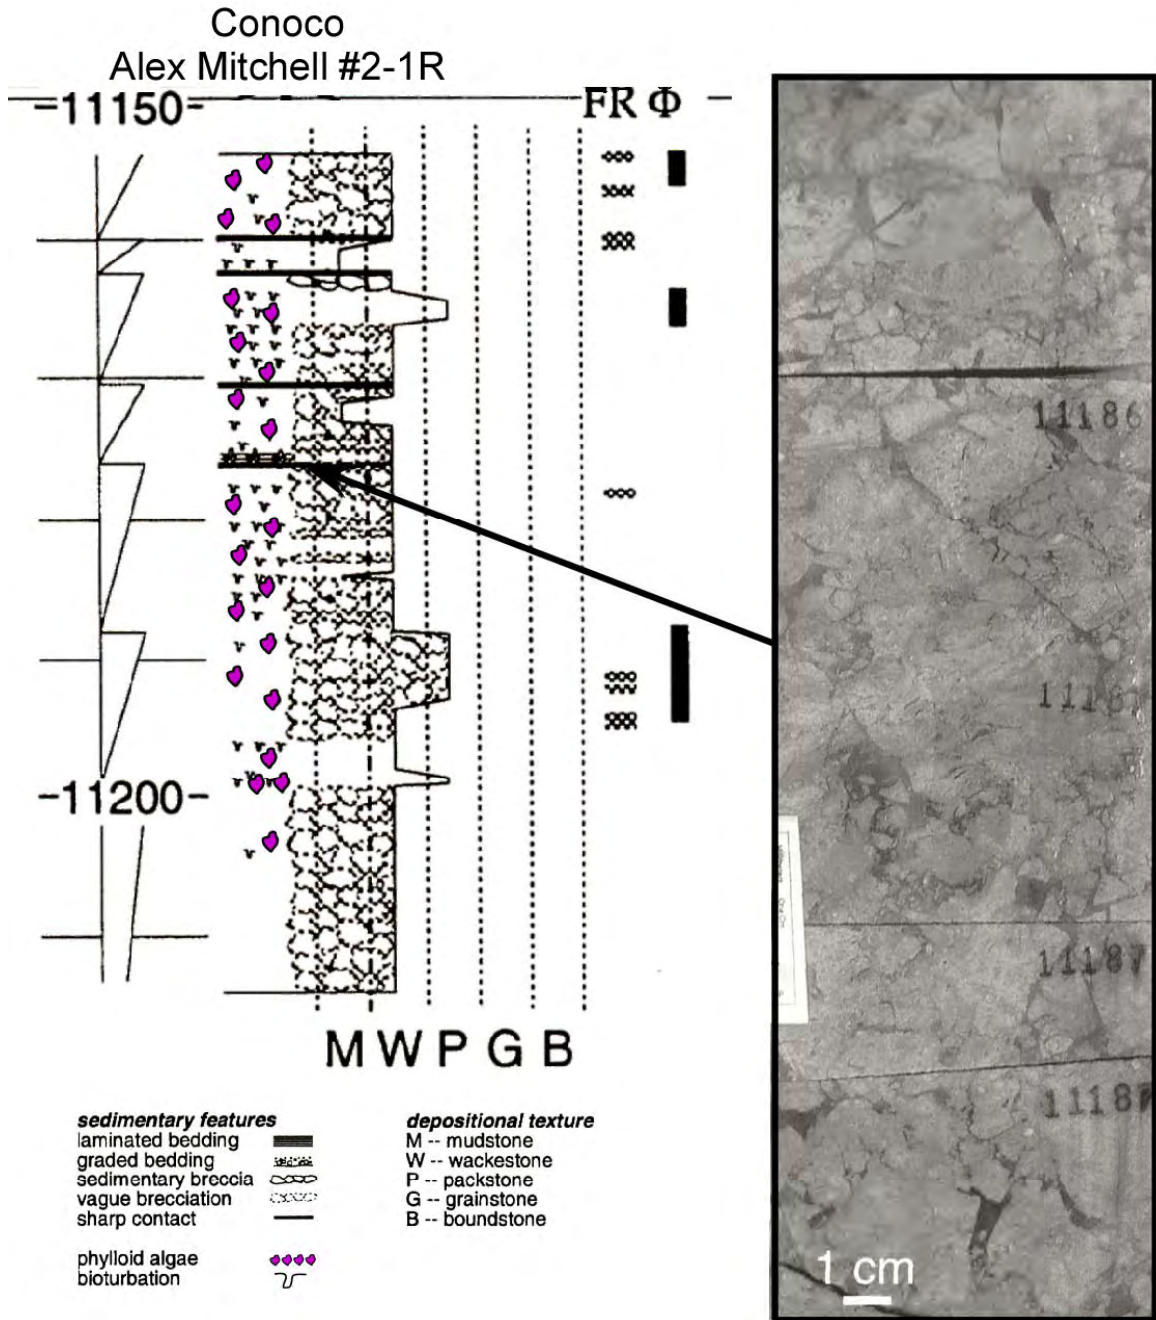 Conoco
Alex Mitchell #2-1R
-11150-
FR Φ
11186
-11200-
11187
M W P G B
sedimentary features
laminated bedding
graded bedding
sedimentary breccia
vague brecciation
sharp contact
phylloid algae
bioturbation
depositional texture
M -- mudstone
W -- wackestone
P -- packstone
G -- grainstone
B -- boundstone
1 cm